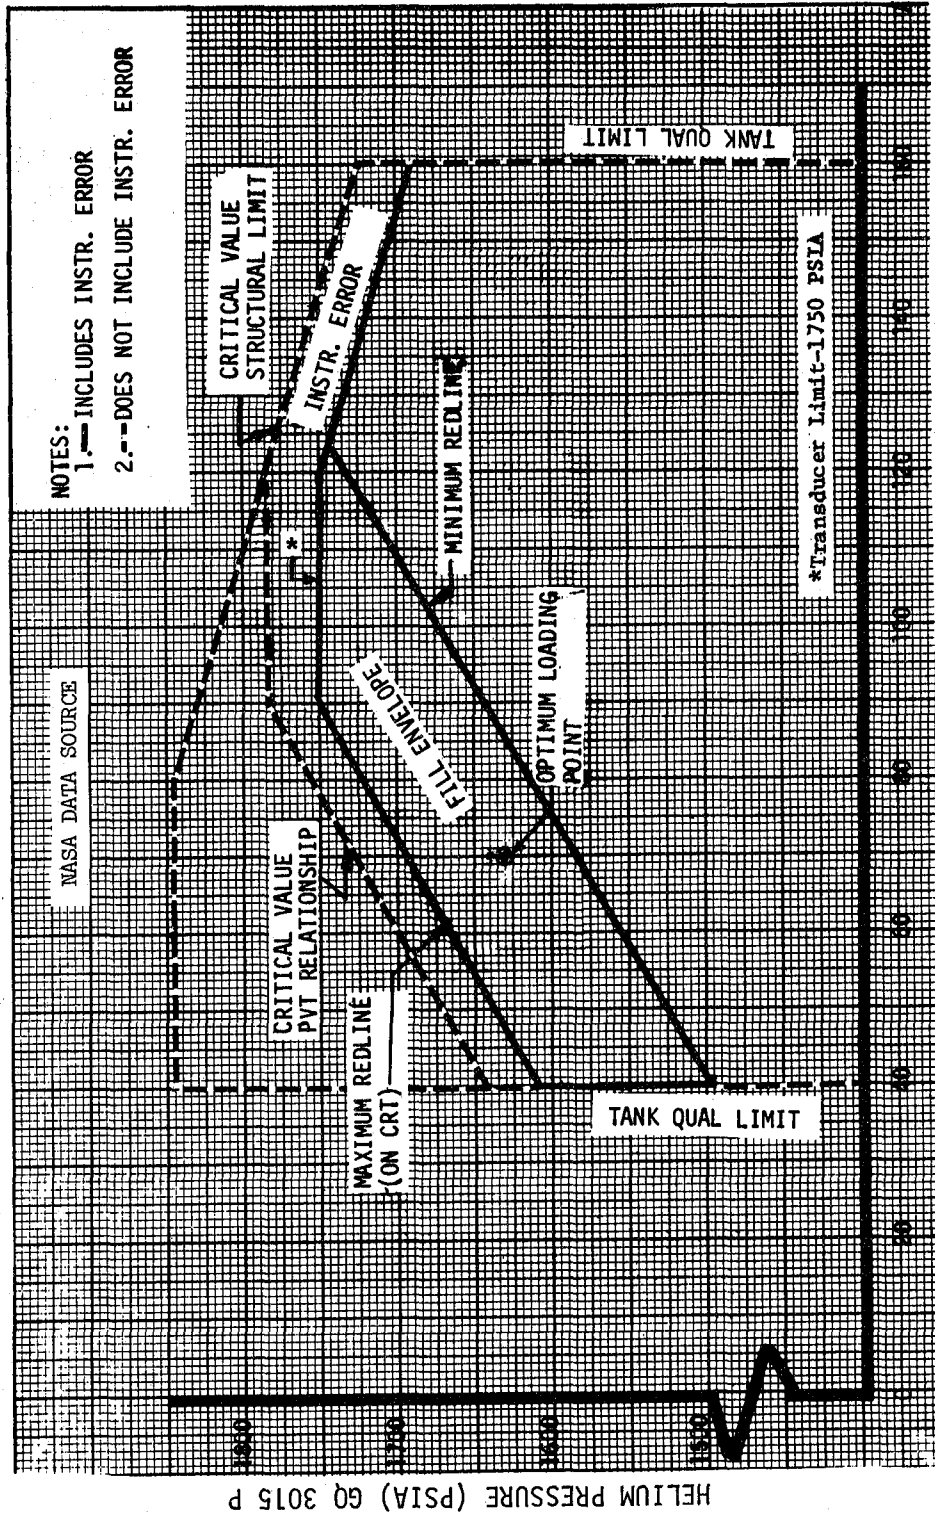 NOTES:
1.— INCLUDES INSTR. ERROR
2.--DOES NOT INCLUDE INSTR. ERROR
NASA DATA SOURCE
CRITICAL VALUE
STRUCTURAL LIMIT
INSTR. ERROR
TANK QUAL LIMIT
*
CRITICAL VALUE
PVT RELATIONSHIP
MAXIMUM REDLINE
(ON CRT)
FILL ENVELOPE
MINIMUM REDLINE
OPTIMUM LOADING
POINT
TANK QUAL LIMIT
*Transducer Limit-1750 PSIA
HELIUM PRESSURE (PSIA) GQ 3015 P
1800
1700
1600
1500
0
20
40
60
80
100
120
140
160